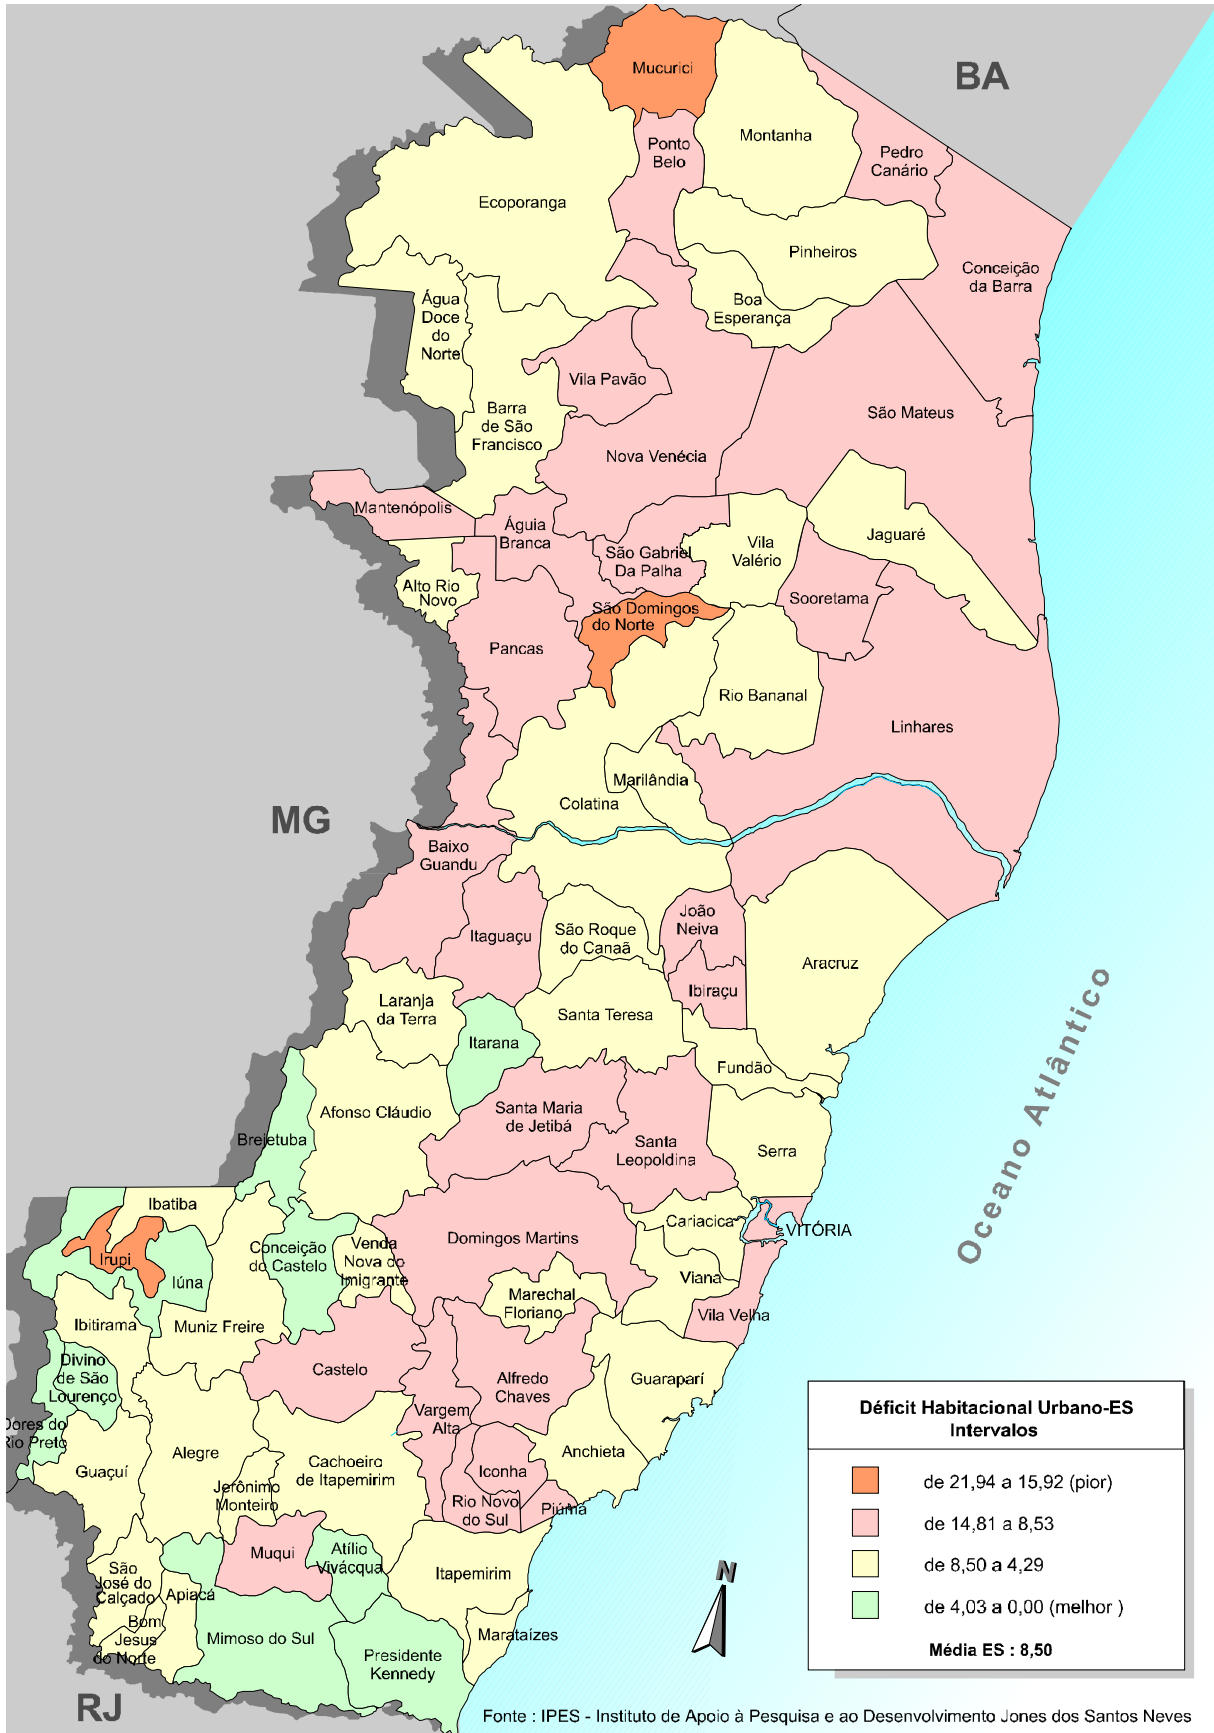 BA
Mucurici
Montanha
Ponto
Belo
Pedro
Canário
Ecoporanga
Pinheiros
Conceição
da Barra
Água
Doce
do
Norte
Boa
Esperança
Vila Pavão
Barra
de São
Francisco
São Mateus
Nova Venécia
Mantenópolis
Águia
Branca
Jaguaré
São Gabriel
Da Palha
Vila
Valério
Alto Rio
Novo
Sooretama
São Domingos
do Norte
Pancas
Rio Bananal
Linhares
Marilândia
Colatina
MG
Baixo
Guandu
João
Neiva
Itaguaçu
São Roque
do Canaã
Aracruz
Ibiraçu
Laranja
da Terra
Santa Teresa
Itarana
Fundão
Oceano Atlântico
Afonso Cláudio
Santa Maria
de Jetibá
Brejetuba
Santa
Leopoldina
Serra
Ibatiba
Cariacica
VITÓRIA
Domingos Martins
Conceição
do Castelo
Venda
Nova do
Imigrante
Irupi
Iúna
Viana
Marechal
Floriano
Vila Velha
Ibitirama
Muniz Freire
Divino
de São
Lourenço
Castelo
Alfredo
Chaves
Guaraparí
Vargem
Alta
Dores do
Rio Preto
Alegre
Anchieta
Guaçuí
Cachoeiro
de Itapemirim
Iconha
Jerônimo
Monteiro
Rio Novo
do Sul
Piúma
Muqui
Atílio
Vivácqua
São
José do
Calçado
Apiacá
Itapemirim
Bom
Jesus
do Norte
Mimoso do Sul
Marataízes
Presidente
Kennedy
RJ
N
Déficit Habitacional Urbano-ES
Intervalos
de 21,94 a 15,92 (pior)
de 14,81 a 8,53
de 8,50 a 4,29
de 4,03 a 0,00 (melhor )
Média ES : 8,50
Fonte : IPES - Instituto de Apoio à Pesquisa e ao Desenvolvimento Jones dos Santos Neves